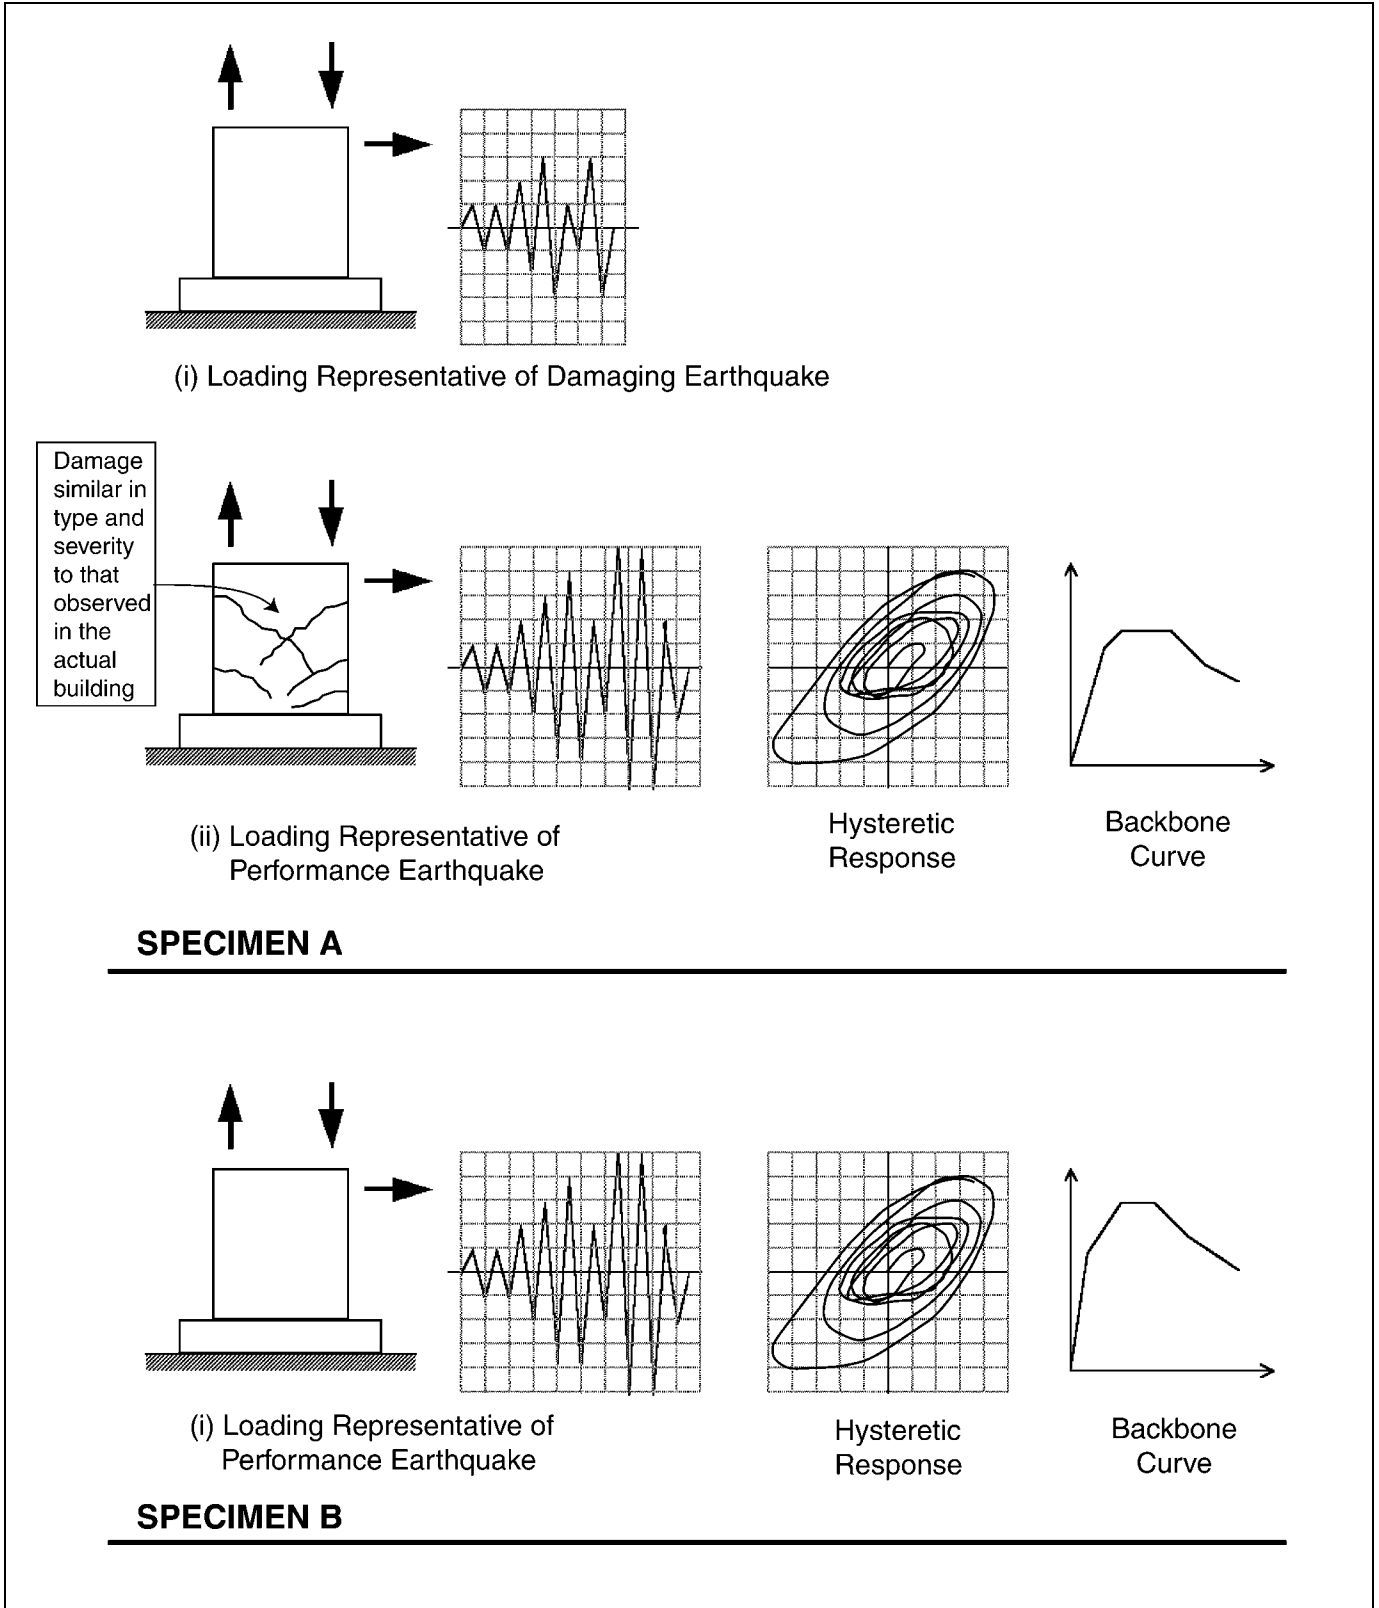 (i) Loading Representative of Damaging Earthquake
Damage
similar in
type and
severity
to that
observed
in the
actual
building
(ii) Loading Representative of
Performance Earthquake
Hysteretic
Response
Backbone
Curve
SPECIMEN A
(i) Loading Representative of
Performance Earthquake
Hysteretic
Response
Backbone
Curve
SPECIMEN B